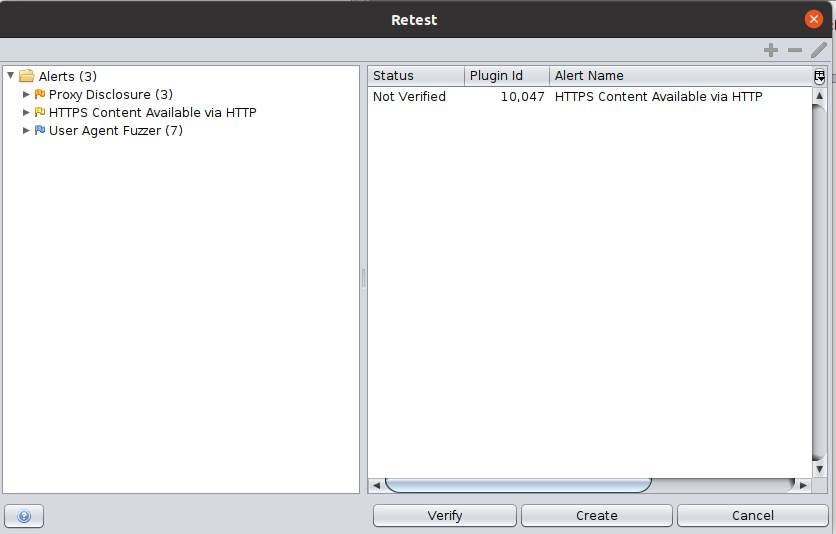 Retest
Alerts (3)
Proxy Disclosure (3)
HTTPS Content Available via HTTP
User Agent Fuzzer (7)
Status Plugin Id Alert Name
Not Verified 10,047 HTTPS Content Available via HTTP
Verify Create Cancel